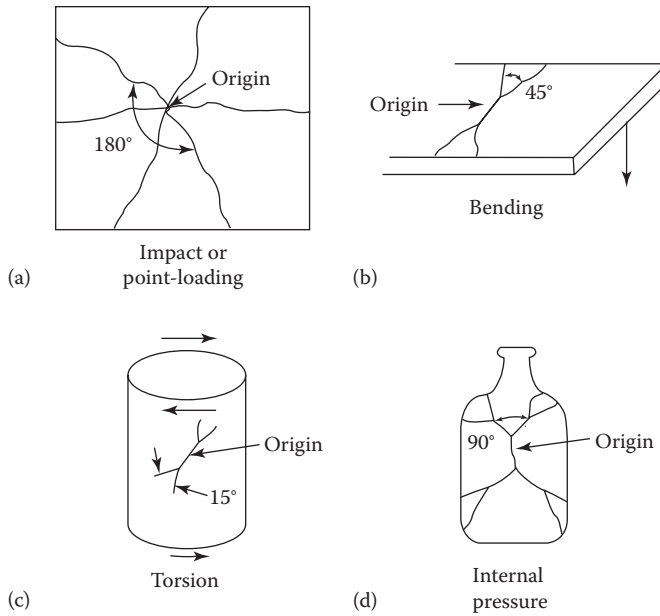 Origin
180°
Impact or
point-loading
(a)
Origin
45°
Bending
(b)
Origin
15°
Torsion
(c)
90°
Origin
Internal
pressure
(d)